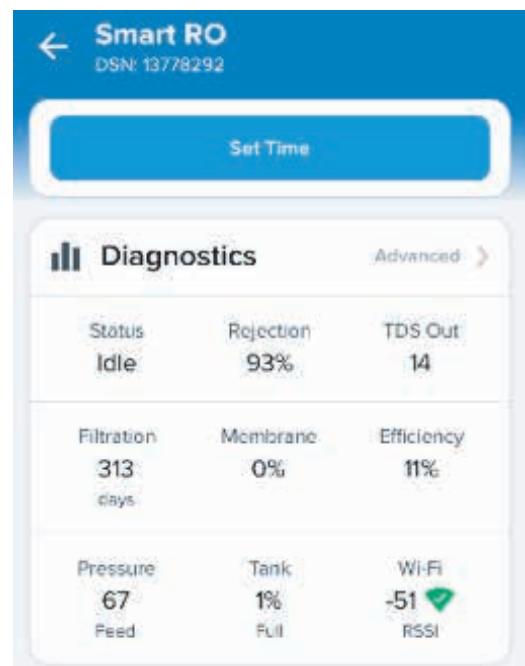 Smart RO
DSN: 13778292
Set Time
Diagnostics Advanced
Status Rejection TDS Out
Idle 93% 14
Filtration Membrane Efficiency
313 0% 11%
days
Pressure Tank Wi-Fi
67 1% -51
Feed Full RSSI